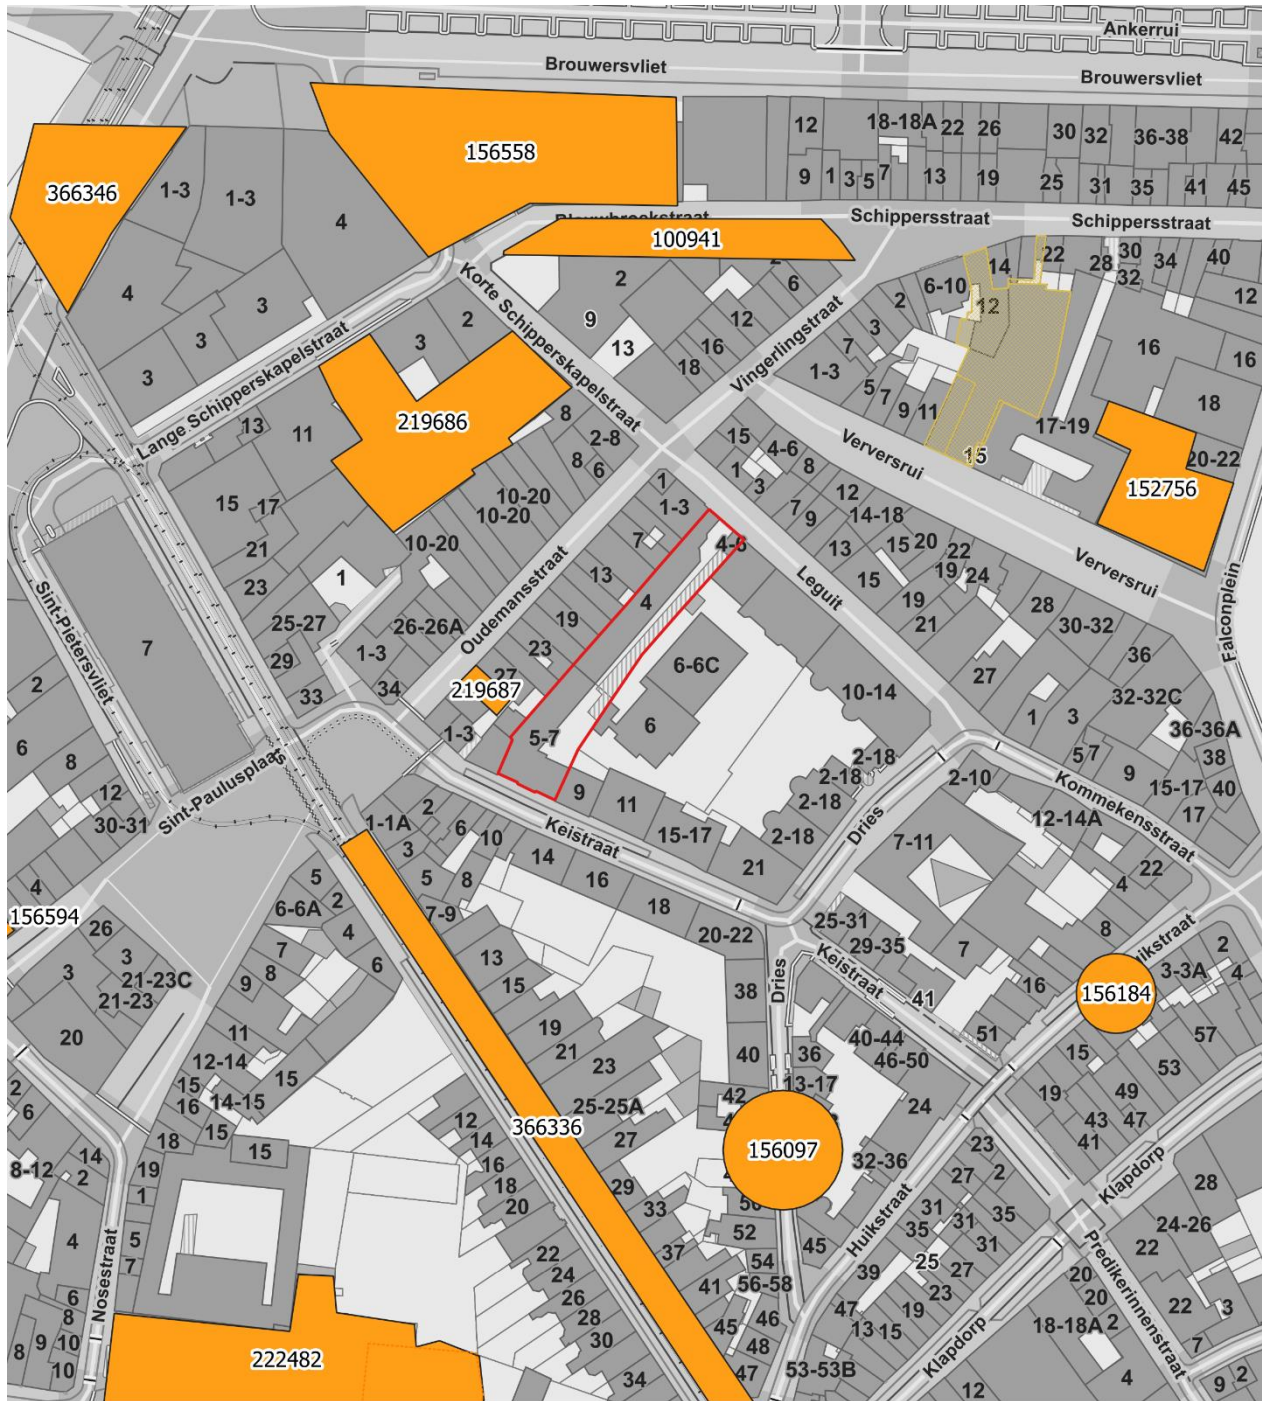 Ankerrui
Brouwersvliet
Brouwersvliet
12 18-18A 22 26 30 32 36-38 42
9 1 3 5 7 13 19 25 31 35 41 45
366346
156558
1-3 1-3 4
Schippersstraat
Schippersstraat
100941
Korte Schipperskapelstraat
Lange Schipperskapelstraat
Vingerlingstraat
4 3 3 3
3 2
2 9 13 6 12 16 18
6-10 14 22 28 30 32 34 40 12
2 3 7 1-3 5 7 9 11
12 16 16 18
17-19 15 20-22
219686
152756
Verversrui
Verversrui
13 11 15 17 21 23
8 2-8 8 6
10-20
10-20
10-20
15 4-6 1 3 8 7 9 12 14-18
13 15 15 20 22 19 24 19 21
1 1-3 7 13 19 23 27
4-6
4
6-6C
6
5-7
Leguit
Falconplein
28 30-32 36 32-32C 36-36A 38 40
27 1 3 5 7 9 15-17 17
10-14
Oudemansstraat
1
25-27 29 33
26-26A
1-3 34
219687
1-3
Sint-Pietersvliet
7
2 6 8 12 30-31
Sint-Paulusplaat
9 11 15-17 21
2-18
2-18
2-18
2-18
Dries
2-10
7-11
12-14A
Kommekensstraat
22 4 8
Keistraat
1-1A 2 3 6 10 5 8 7-9
14 16 18 20-22
25-31
29-35
7
16
Keistraat
41
51
4
156594
26 3 3 21-23C 21-23 20
5 6-6A 2 4 6 7 8 9
11 12-14 15 15 14-15 16 15
13 15 19 21 23
25-25A
27 29 33 37 41 45 47
Dries
38 40 42
36
13-17
40-44
46-50
24
156184
3-3A 2 4 57 53 49 47 43 41
15 19
366336
156097
32-36
Huikstraat
Klapdorp
12 14 16 18 20 22 24 26 28 30 34
50 52 54 56-58 46 48
45 39 47 13 15 19 23 25 27
23 27 2 31 35 31 35 31
28 24-26 22 22 3
20 20 2 18-18A 4 7 9 2
Predikerinnenstraat
Klapdorp
53-53B
12
2 6 8-12 14 2 18 19 1 5 7 15
4 6 8 10 10 9 8
Nosestraat
222482